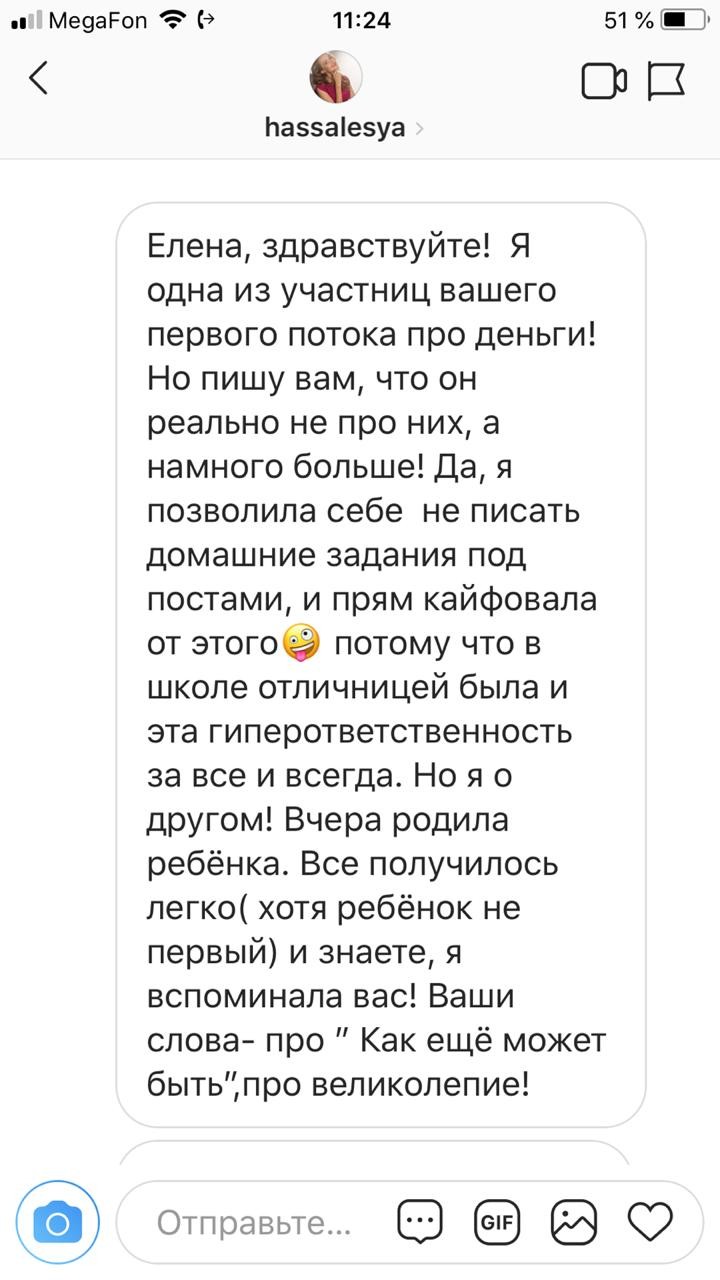 MegaFon 11:24 51 %
hassalesya
Елена, здравствуйте!  Я
одна из участниц вашего
первого потока про деньги!
Но пишу вам, что он
реально не про них, а
намного больше! Да, я
позволила себе  не писать
домашние задания под
постами, и прям кайфовала
от этого🤪 потому что в
школе отличницей была и
эта гиперответственность
за все и всегда. Но я о
другом! Вчера родила
ребёнка. Все получилось
легко( хотя ребёнок не
первый) и знаете, я
вспоминала вас! Ваши
слова- про " Как ещё может
быть",про великолепие!
Отправьте...
GIF